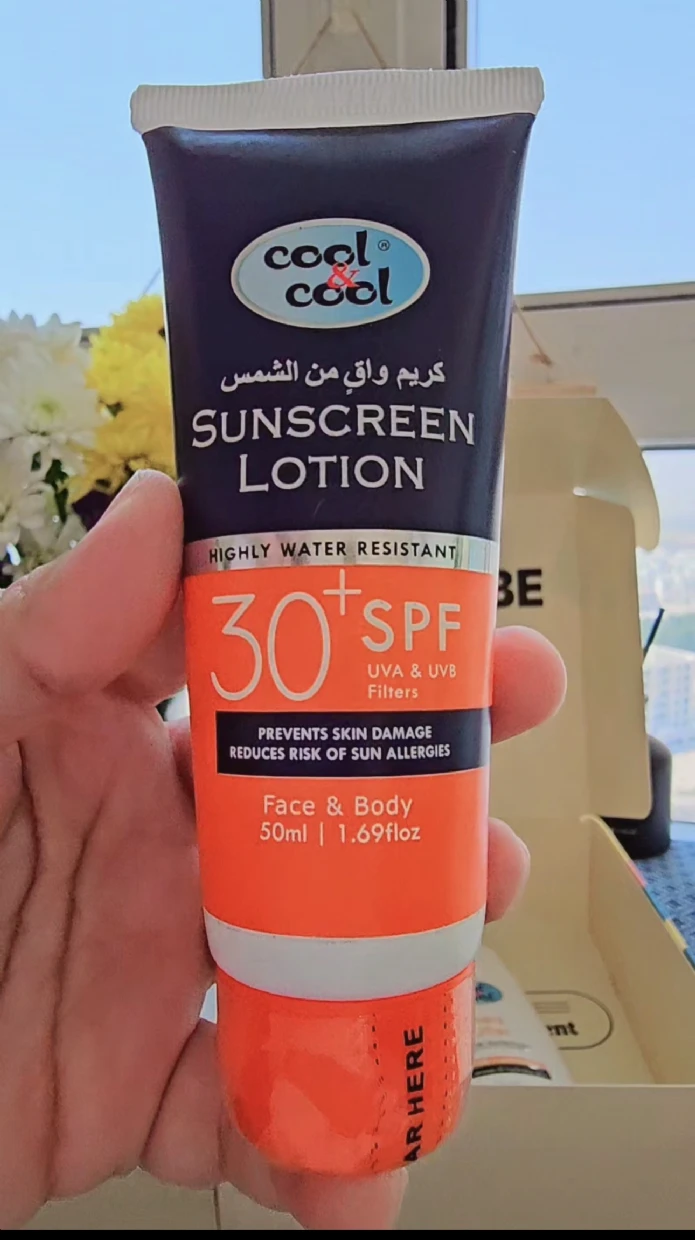 cool ®
&
cool
كريم واقٍ من الشمس
SUNSCREEN
LOTION
HIGHLY WATER RESISTANT
30+ SPF
UVA & UVB
Filters
PREVENTS SKIN DAMAGE
REDUCES RISK OF SUN ALLERGIES
Face & Body
50ml | 1.69floz
AR HERE
BE
ent